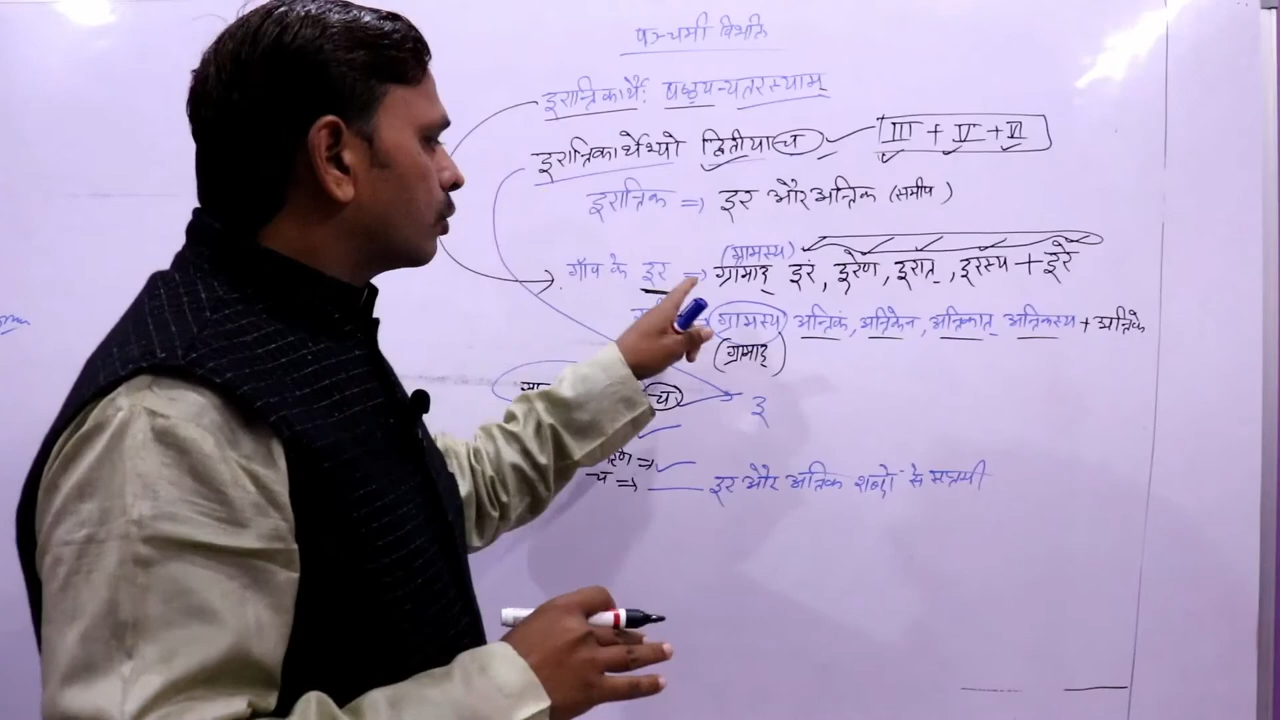 पञ्चमी विभक्ति
दूरान्तिकार्थैः षष्ठ्यन्यतरस्याम्
दूरान्तिकार्थेभ्यो द्वितीया च III + V + VI
दूरान्तिक => दूर और अन्तिक (समीप)
(ग्रामस्य)
गाँव के दूर => ग्रामाद् दूरं, दूरेण, दूरात्, दूरस्य + दूरे
ग्रामस्य अन्तिकं, अन्तिकेन, अन्तिकात्, अन्तिकस्य + अन्तिके
(ग्रामाद्)
च
च => दूर और अन्तिक शब्दों से सप्तमी